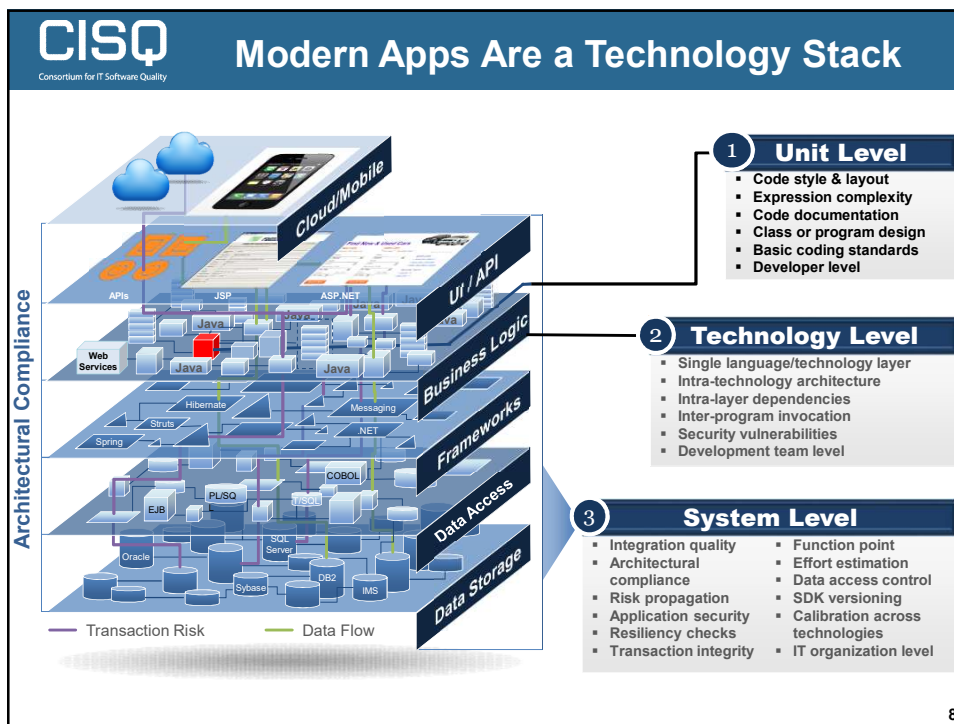 CISQ
Consortium for IT Software Quality
Modern Apps Are a Technology Stack
Architectural Compliance
Cloud/Mobile
UI / API
APIs
JSP
ASP.NET
Business Logic
Java
Java
Java
Java
Java
Java
Web
Services
Frameworks
Hibernate
Messaging
Struts
Spring
.NET
Data Access
COBOL
PL/SQ
L
T/SQL
EJB
Data Storage
Oracle
SQL
Server
DB2
Sybase
IMS
Transaction Risk
Data Flow
1
Unit Level
▪ Code style & layout
▪ Expression complexity
▪ Code documentation
▪ Class or program design
▪ Basic coding standards
▪ Developer level
2
Technology Level
▪ Single language/technology layer
▪ Intra-technology architecture
▪ Intra-layer dependencies
▪ Inter-program invocation
▪ Security vulnerabilities
▪ Development team level
3
System Level
▪ Integration quality
▪ Architectural
compliance
▪ Risk propagation
▪ Application security
▪ Resiliency checks
▪ Transaction integrity
▪ Function point
▪ Effort estimation
▪ Data access control
▪ SDK versioning
▪ Calibration across
technologies
▪ IT organization level
8